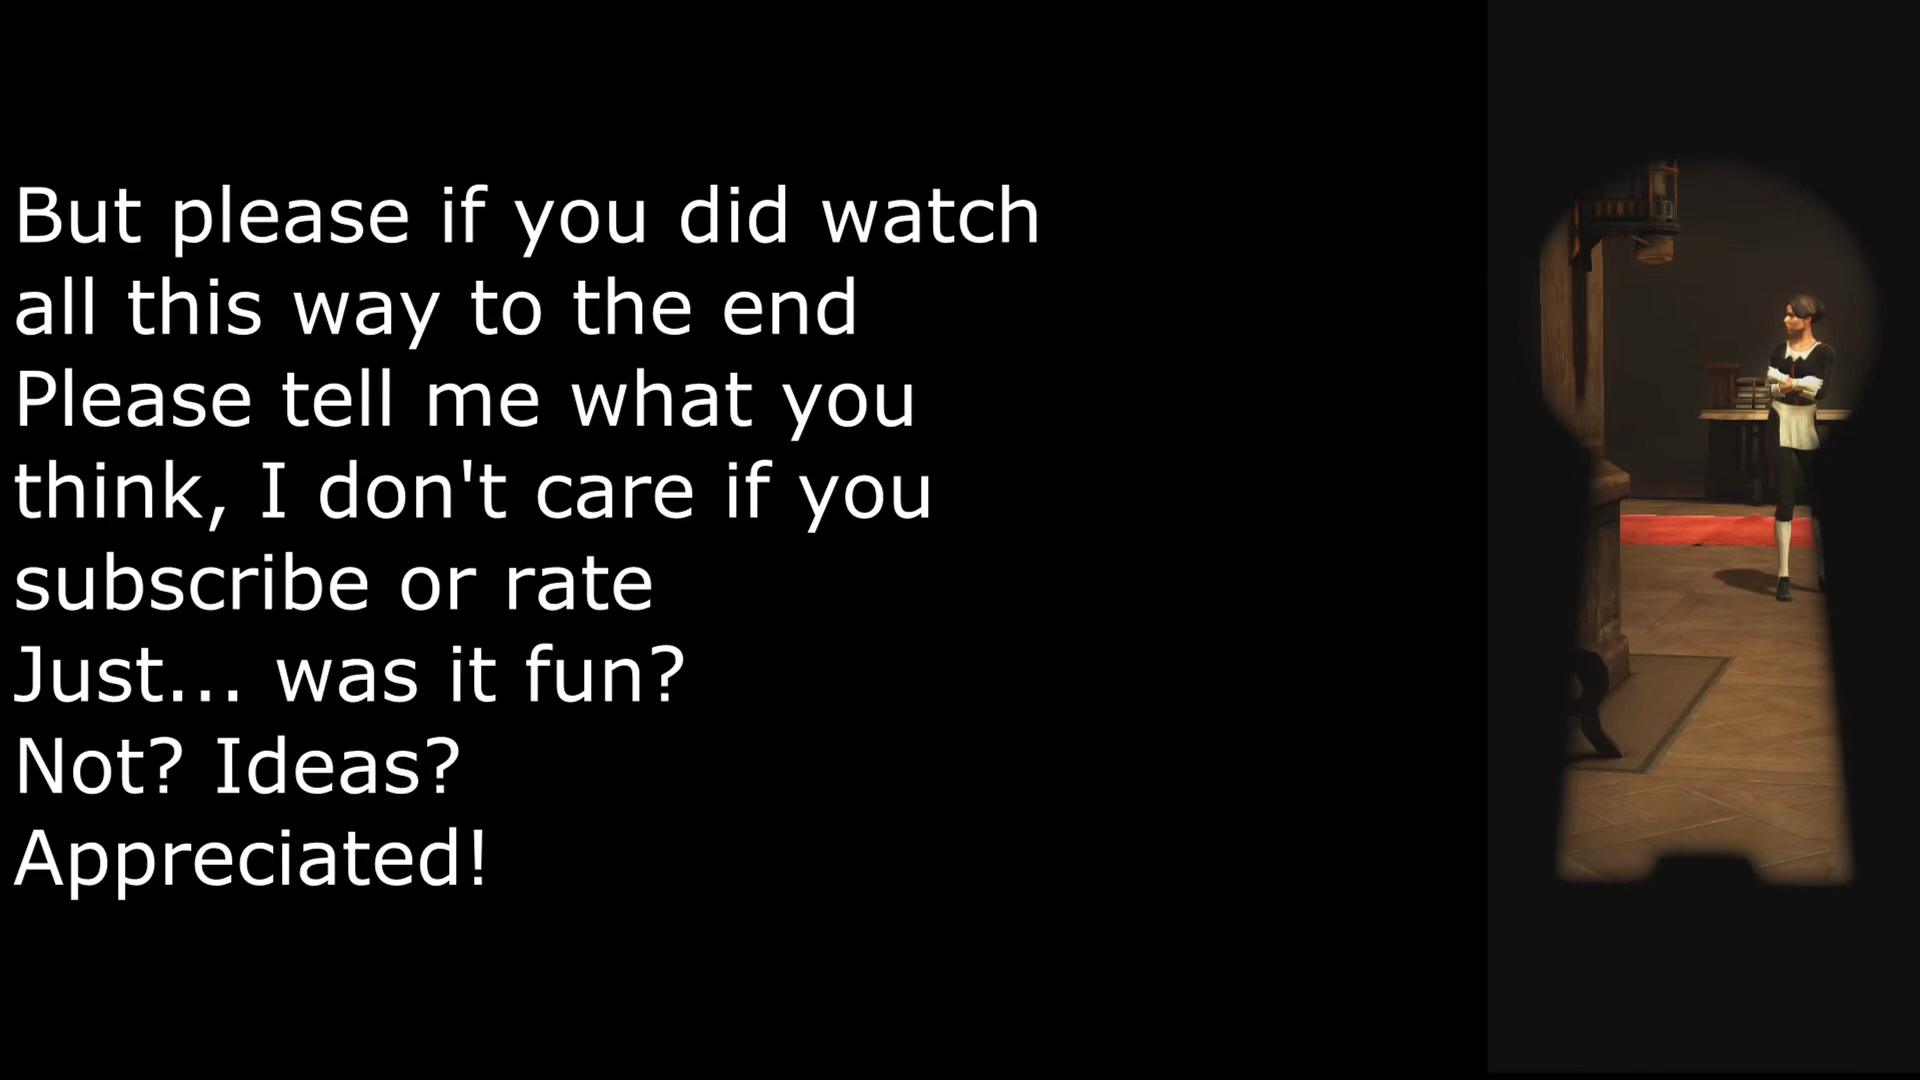 But please if you did watch
all this way to the end
Please tell me what you
think, I don't care if you
subscribe or rate
Just... was it fun?
Not? Ideas?
Appreciated!